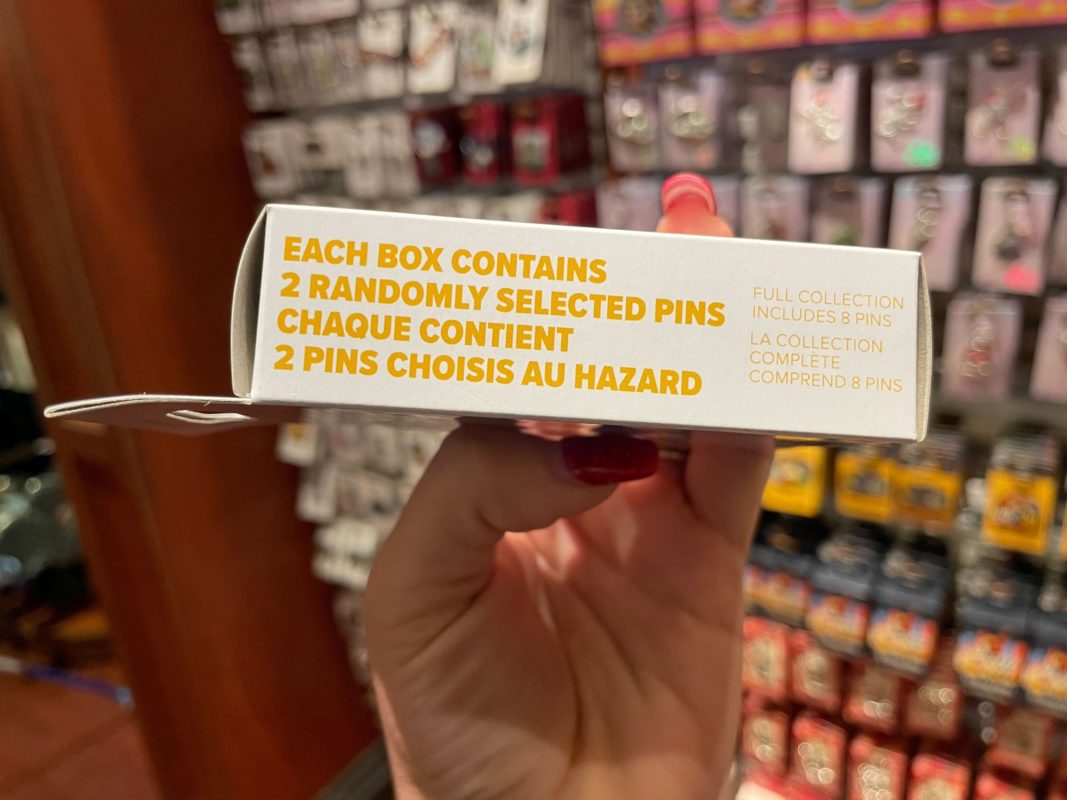 EACH BOX CONTAINS
2 RANDOMLY SELECTED PINS
CHAQUE CONTIENT
2 PINS CHOISIS AU HAZARD
FULL COLLECTION
INCLUDES 8 PINS
LA COLLECTION
COMPLÈTE
COMPREND 8 PINS